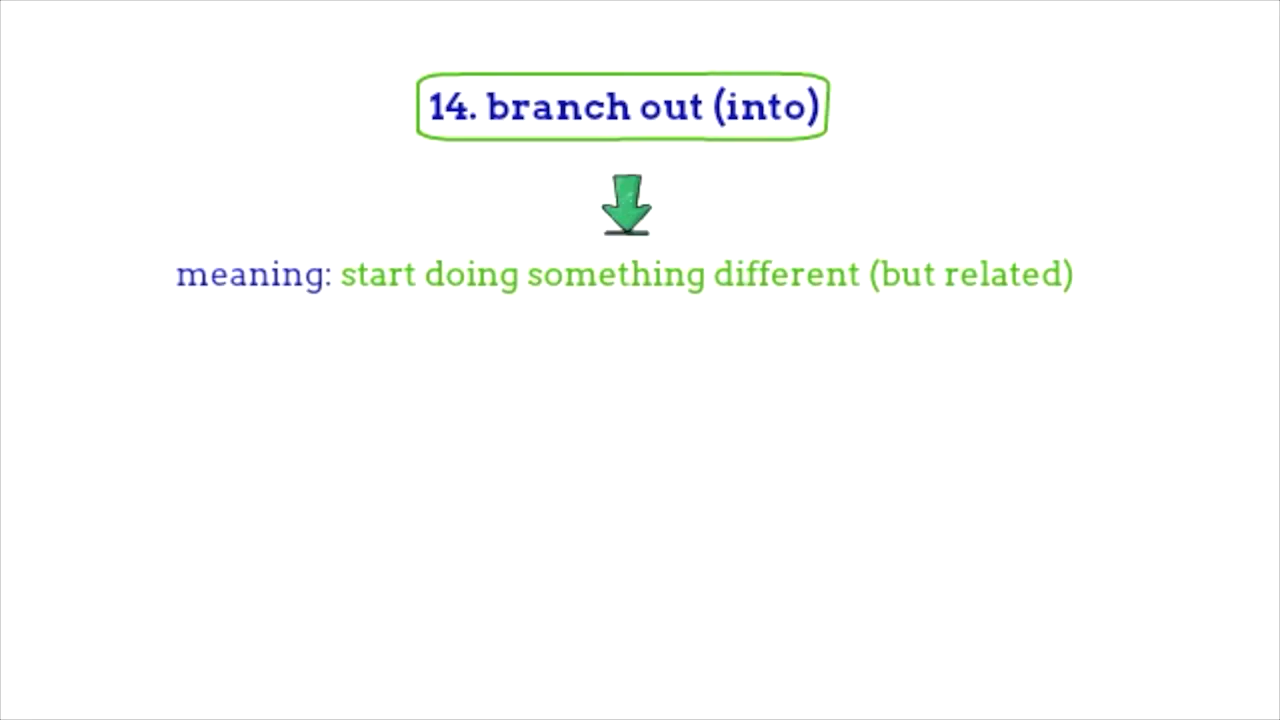 14. branch out (into)
meaning: start doing something different (but related)